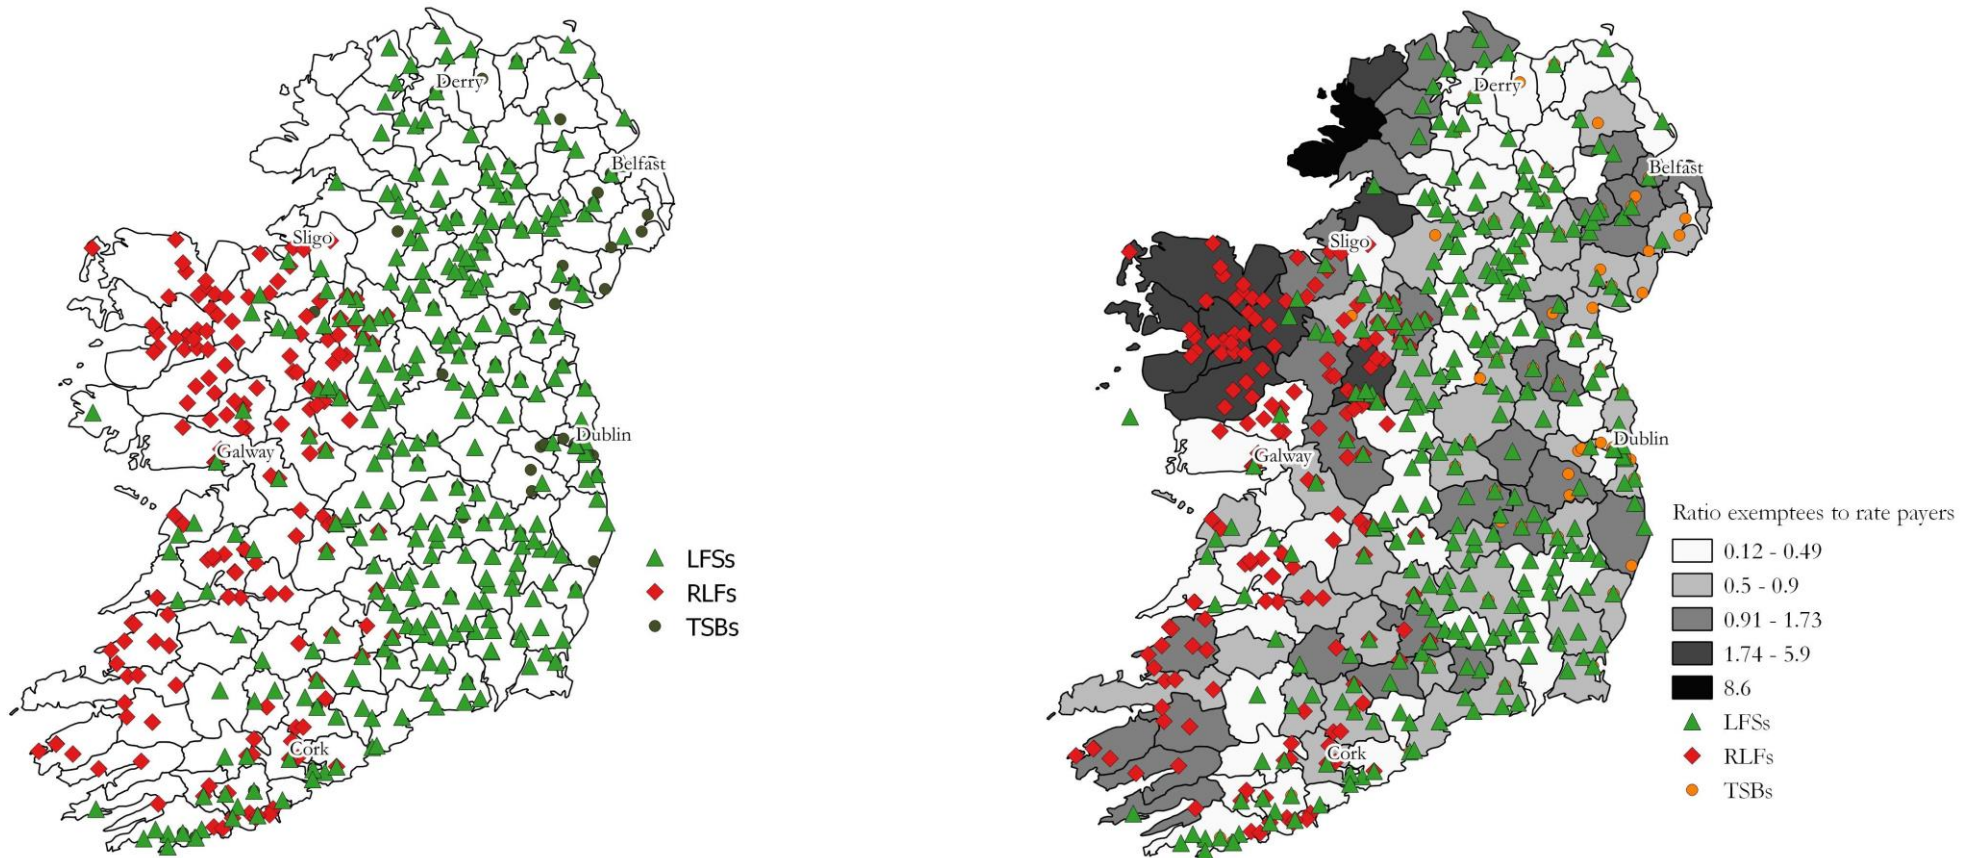 Derry
Belfast
Sligo
Galway
Dublin
Cork
LFSs
RLFs
TSBs
Derry
Belfast
Sligo
Galway
Dublin
Cork
Ratio exemptees to rate payers
0.12 - 0.49
0.5 - 0.9
0.91 - 1.73
1.74 - 5.9
8.6
LFSs
RLFs
TSBs